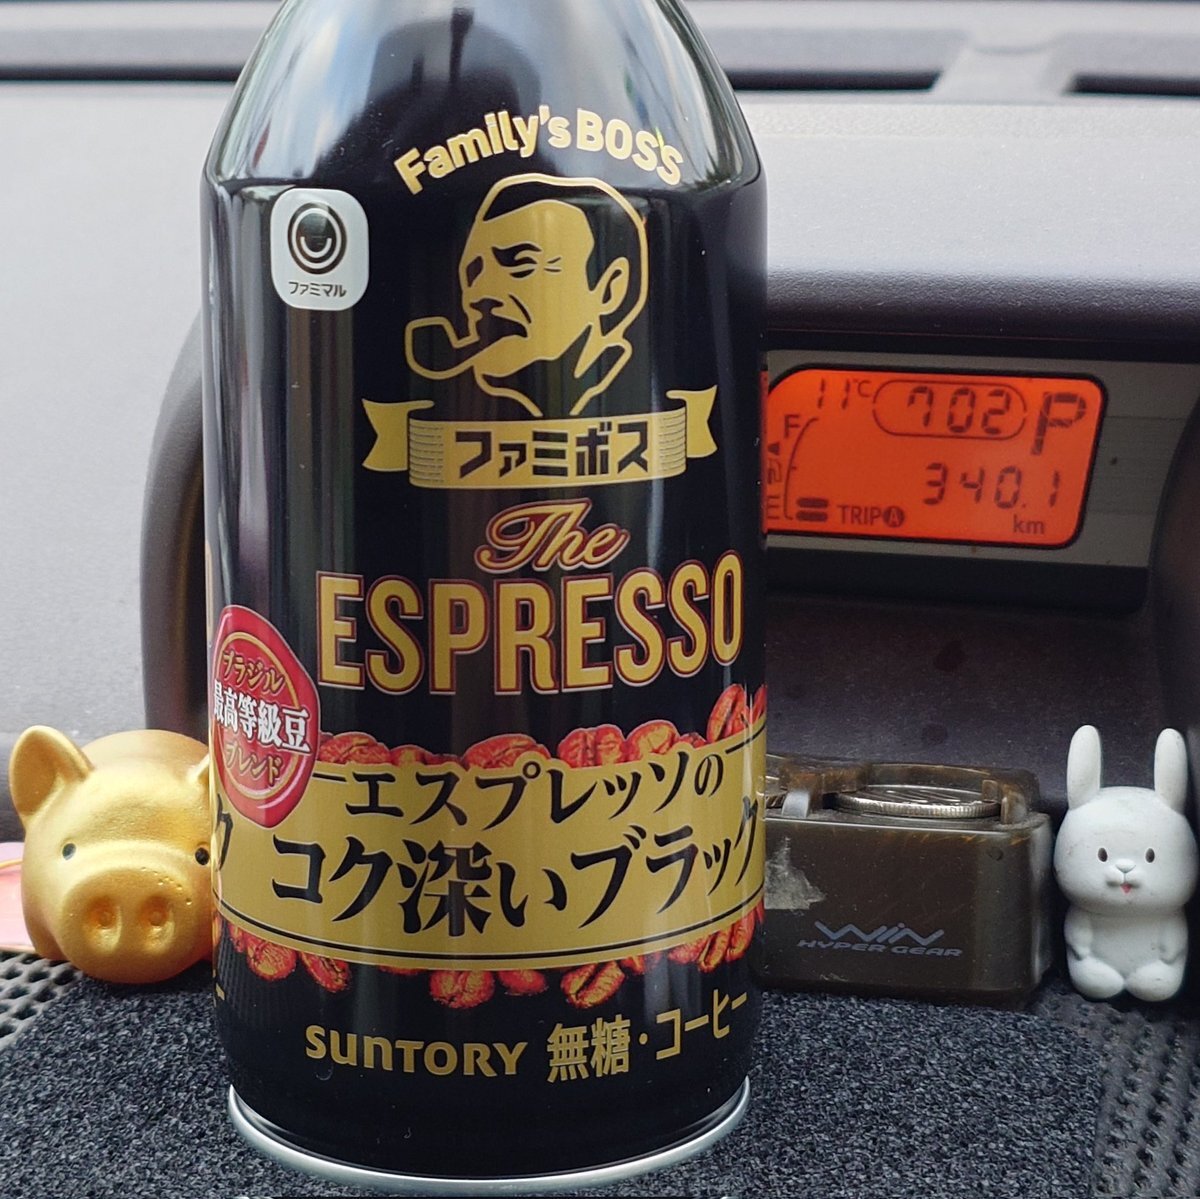 Family's BOSS
ファミマル
ファミボス
The
ESPRESSO
ブラジル
最高等級豆
ブレンド
エスプレッソの
コク深いブラック
SUNTORY 無糖・コーヒー
11℃ 702 P
F
340.1
E TRIP A km
WIN
HYPER GEAR